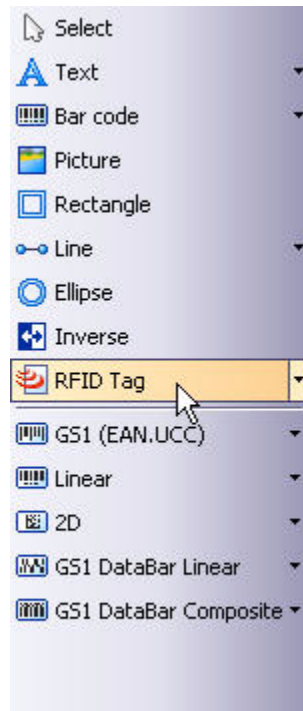 Select
Text
Bar code
Picture
Rectangle
Line
Ellipse
Inverse
RFID Tag
GS1 (EAN.UCC)
Linear
2D
GS1 DataBar Linear
GS1 DataBar Composite